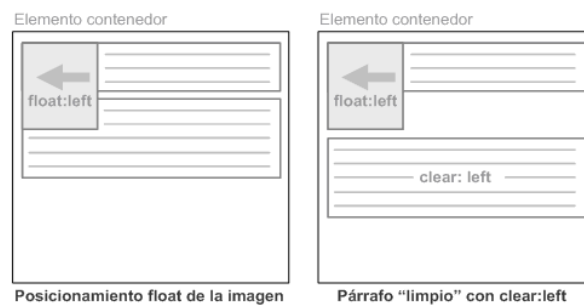 Elemento contenedor
float:left
Posicionamiento float de la imagen
Elemento contenedor
float:left
clear: left
Párrafo “limpio” con clear:left